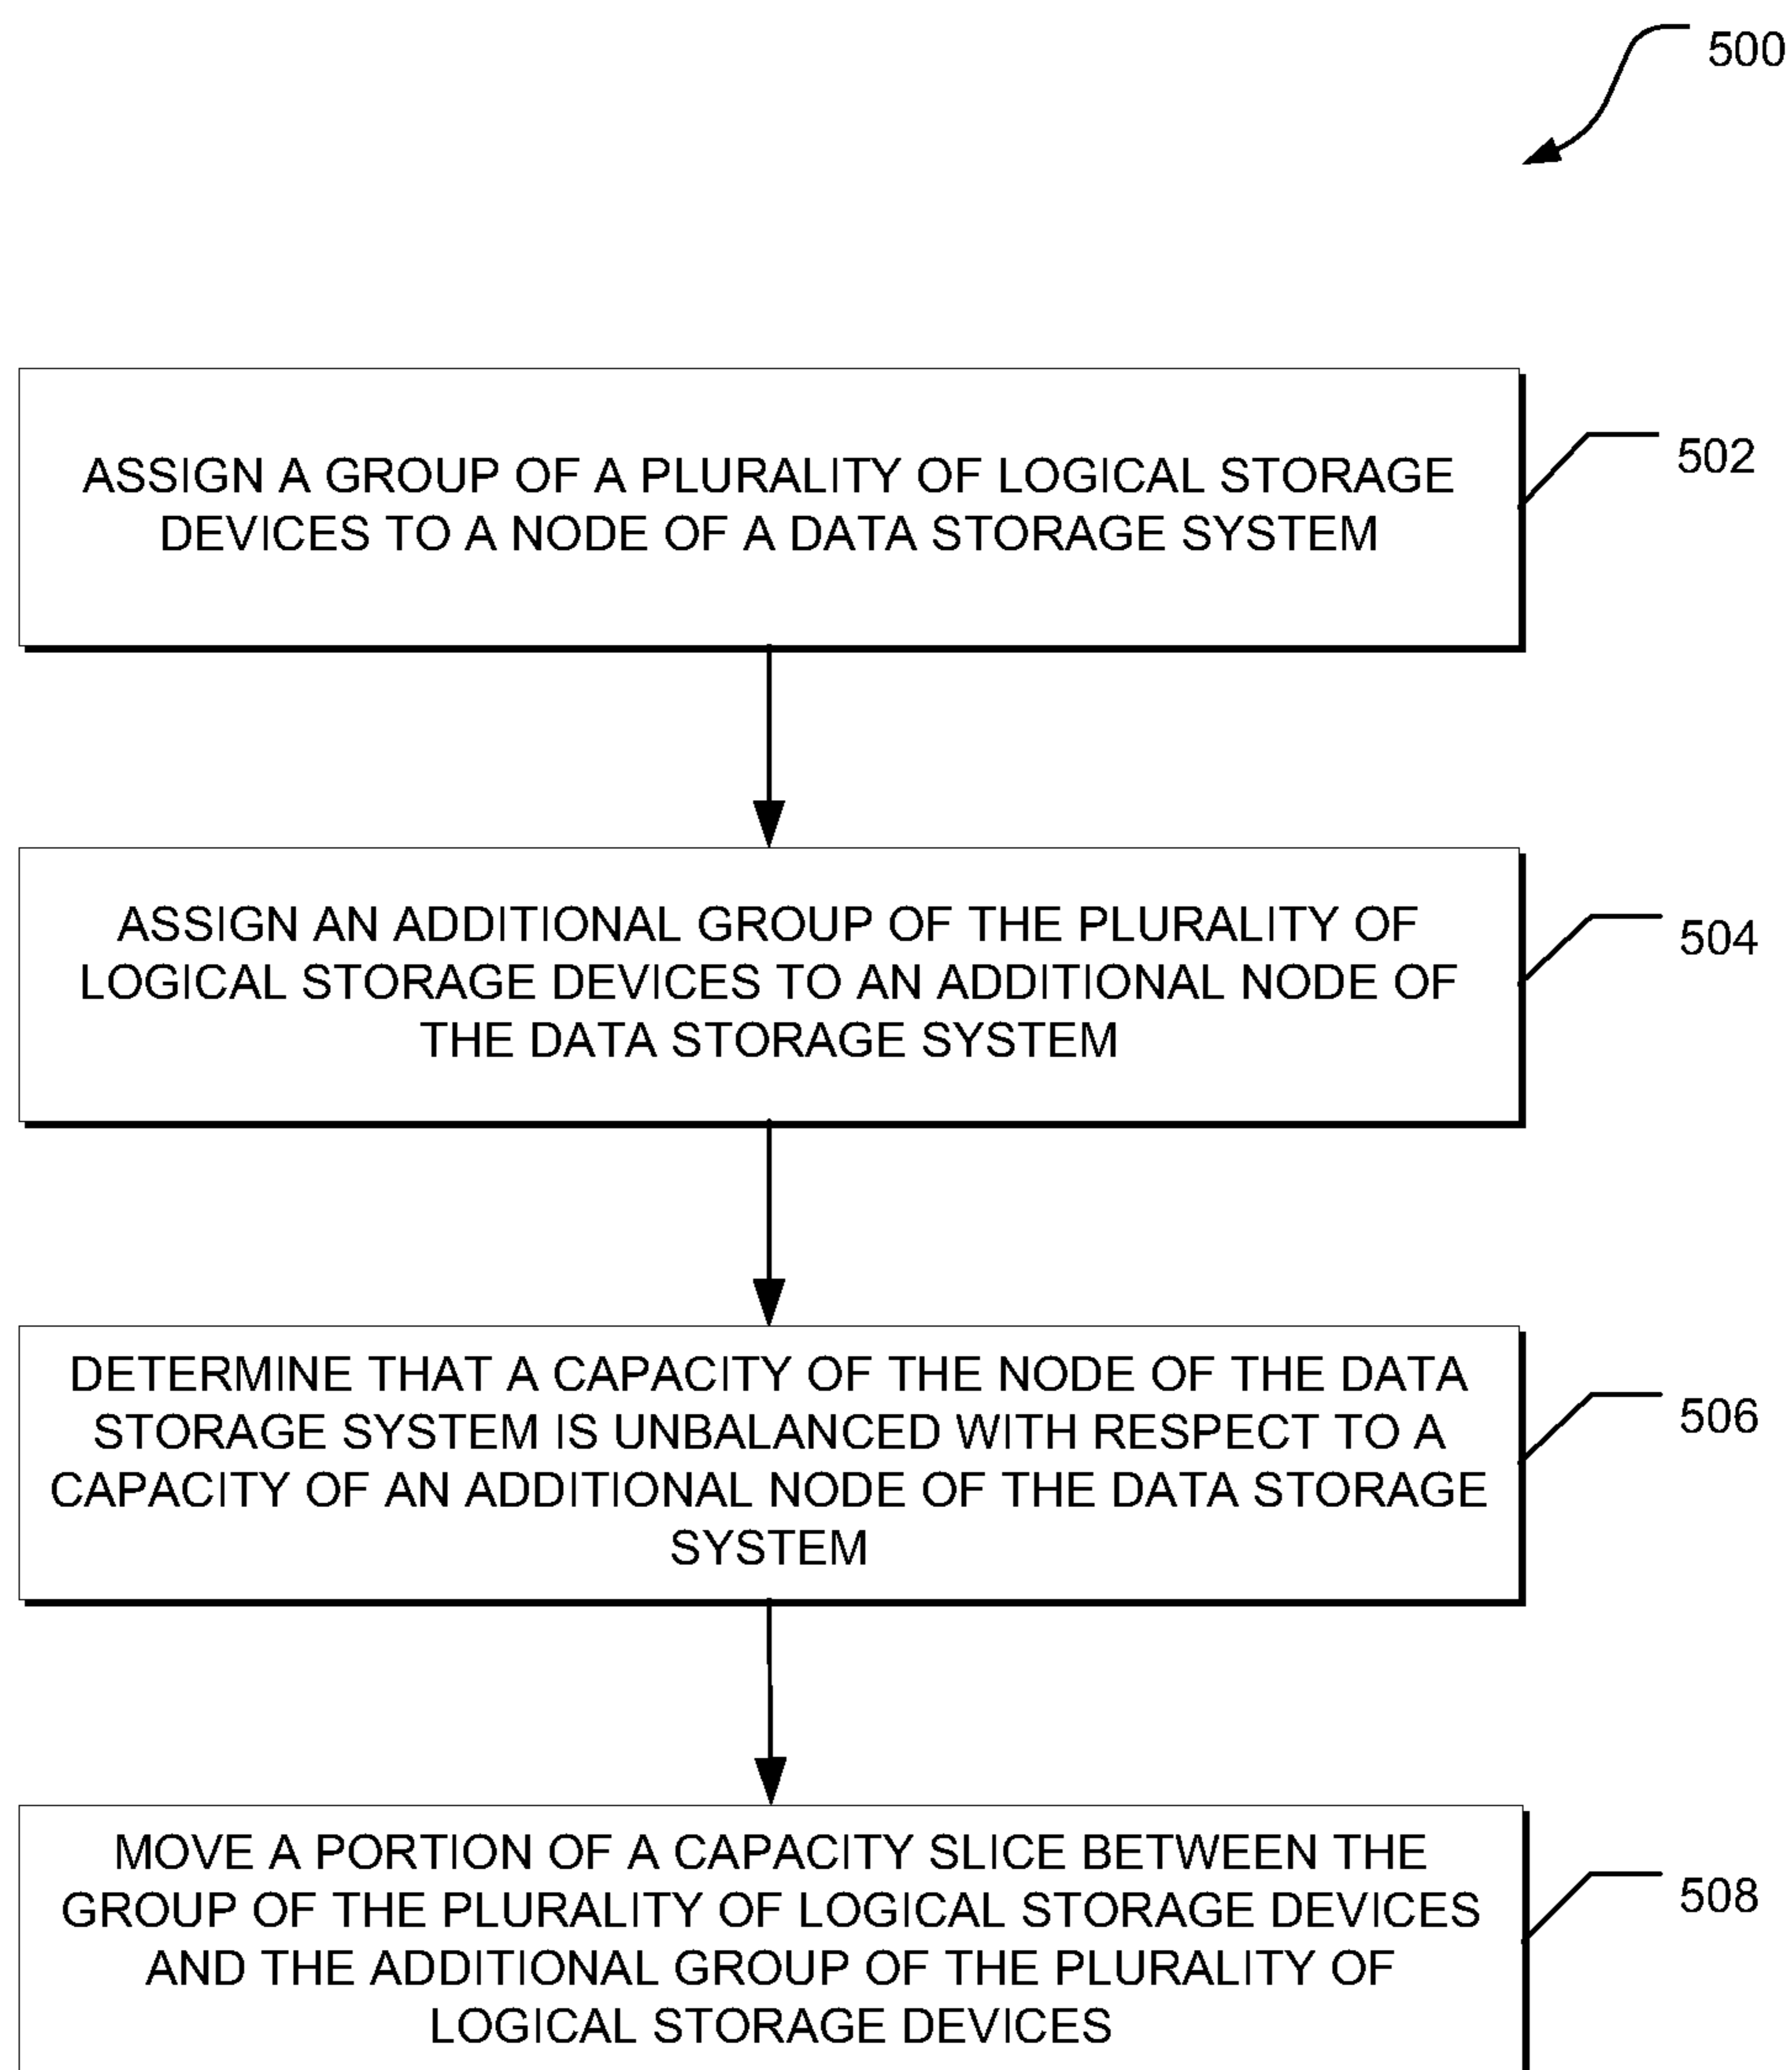 500
ASSIGN A GROUP OF A PLURALITY OF LOGICAL STORAGE
DEVICES TO A NODE OF A DATA STORAGE SYSTEM
502
ASSIGN AN ADDITIONAL GROUP OF THE PLURALITY OF
LOGICAL STORAGE DEVICES TO AN ADDITIONAL NODE OF
THE DATA STORAGE SYSTEM
504
DETERMINE THAT A CAPACITY OF THE NODE OF THE DATA
STORAGE SYSTEM IS UNBALANCED WITH RESPECT TO A
CAPACITY OF AN ADDITIONAL NODE OF THE DATA STORAGE
SYSTEM
506
MOVE A PORTION OF A CAPACITY SLICE BETWEEN THE
GROUP OF THE PLURALITY OF LOGICAL STORAGE DEVICES
AND THE ADDITIONAL GROUP OF THE PLURALITY OF
LOGICAL STORAGE DEVICES
508